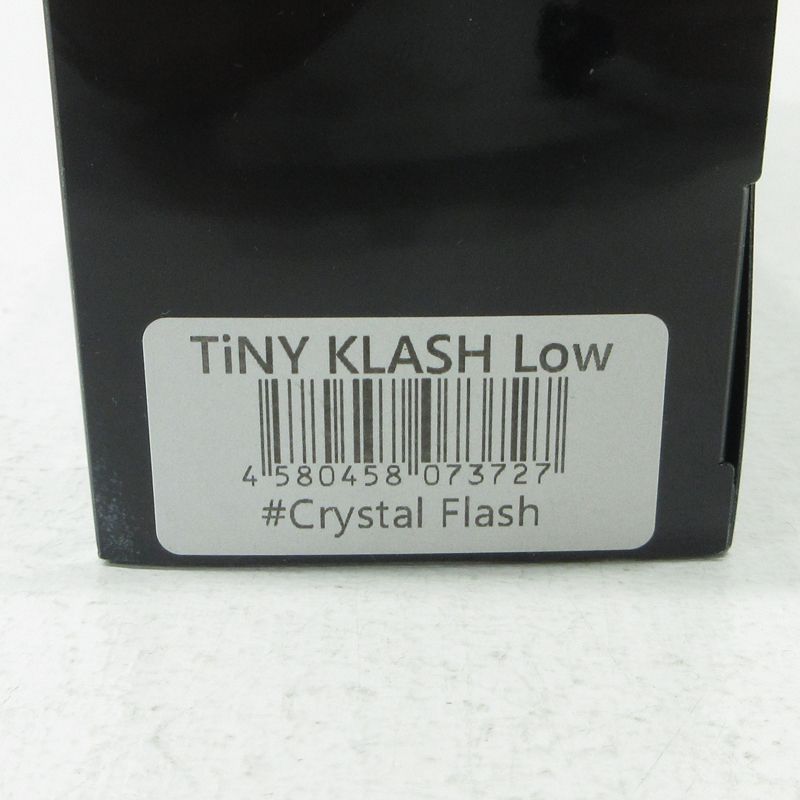 TiNY KLASH Low
4 580458 073727
#Crystal Flash